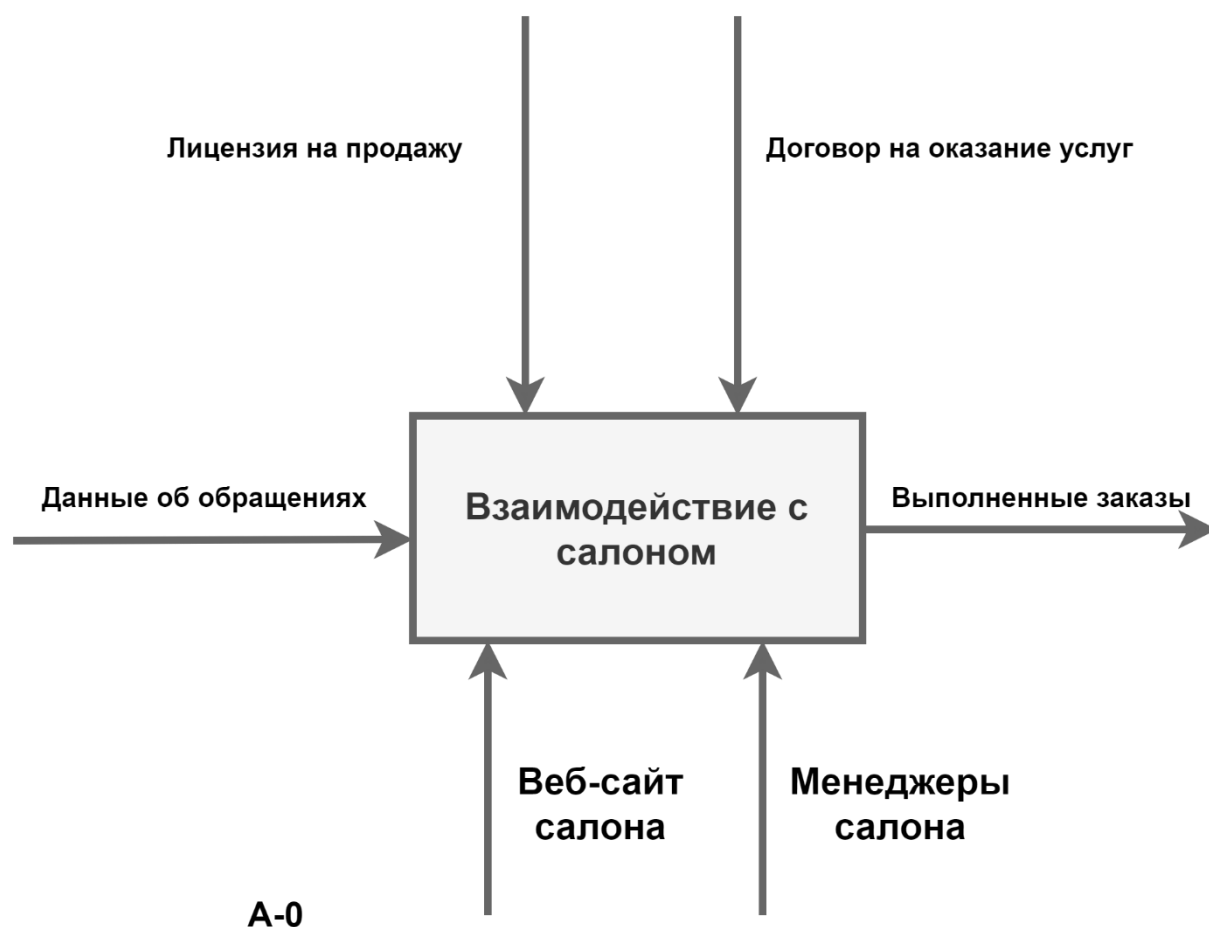 Лицензия на продажу
Договор на оказание услуг
Данные об обращениях
Взаимодействие с
салоном
Выполненные заказы
Веб-сайт
салона
Менеджеры
салона
А-0